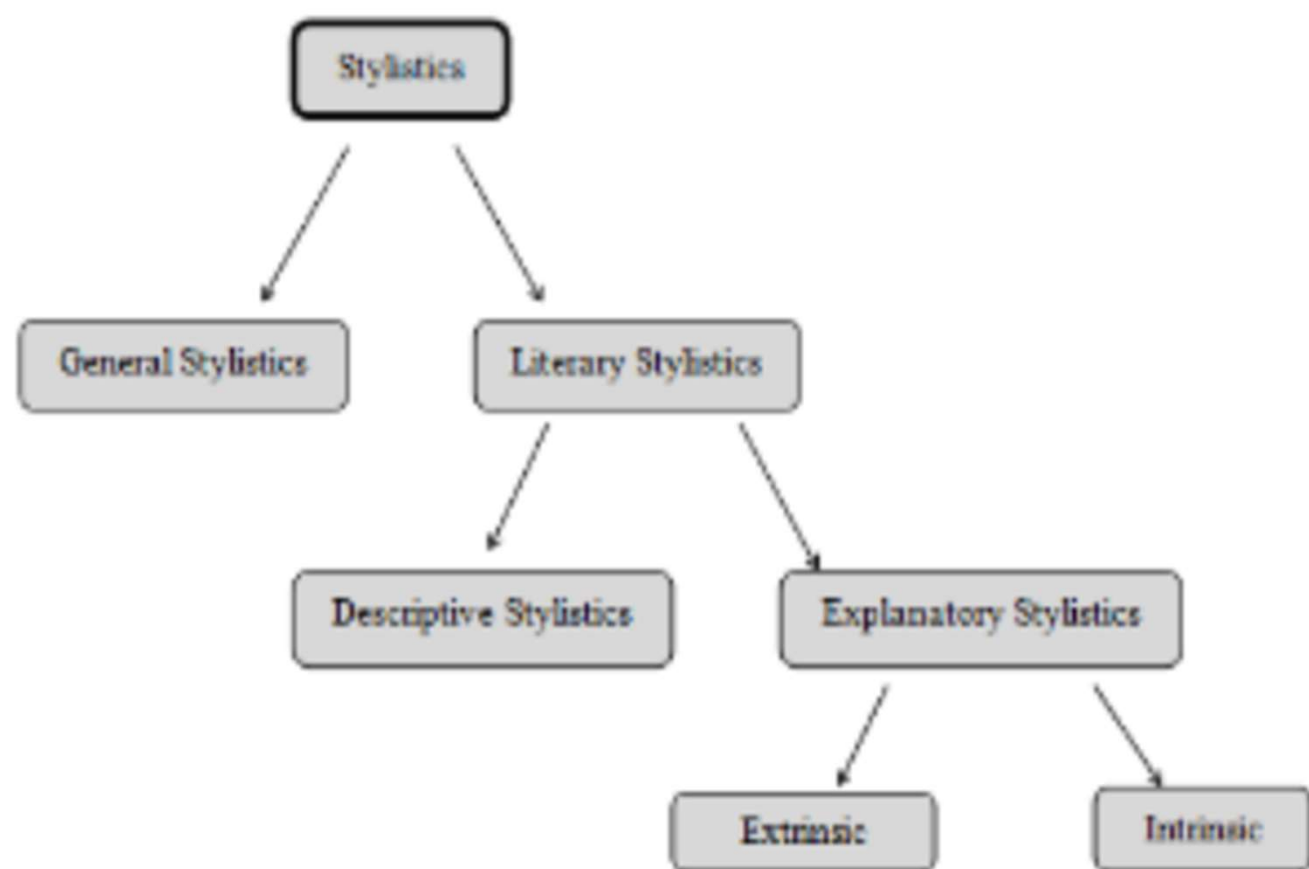 Stylistics
General Stylistics
Literary Stylistics
Descriptive Stylistics
Explanatory Stylistics
Extrinsic
Intrinsic